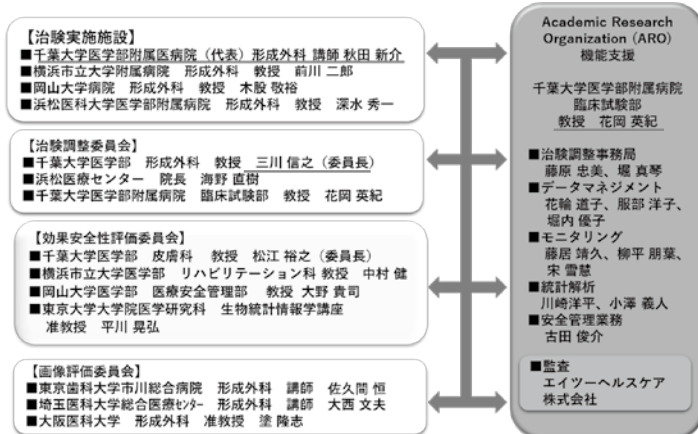 【治験実施施設】
■千葉大学医学部附属医病院（代表）形成外科 講師 秋田 新介
■横浜市立大学附属病院 形成外科 教授 前川 二郎
■岡山大学病院 形成外科 教授 木股 敬裕
■浜松医科大学医学部附属病院 形成外科 教授 深水 秀一
【治験調整委員会】
■千葉大学医学部 形成外科 教授 三川 信之（委員長）
■浜松医療センター 院長 海野 直樹
■千葉大学医学部附属病院 臨床試験部 教授 花岡 英紀
【効果安全性評価委員会】
■千葉大学医学部 皮膚科 教授 松江 裕之（委員長）
■横浜市立大学医学部 リハビリテーション科 教授 中村 健
■岡山大学医学部 医療安全管理部 教授 大野 貴司
■東京大学大学院医学研究科 生物統計情報学講座
准教授 平川 晃弘
【画像評価委員会】
■東京歯科大学市川総合病院 形成外科 講師 佐久間 恒
■埼玉医科大学総合医療センター 形成外科 講師 大西 文夫
■大阪医科大学 形成外科 准教授 塗 隆志
Academic Research
Organization (ARO)
機能支援
千葉大学医学部附属病院
臨床試験部
教授 花岡 英紀
■治験調整事務局
藤原 忠美、堀 真琴
■データマネジメント
花輪 道子、服部 洋子、
堀内 優子
■モニタリング
藤居 靖久、柳平 朋葉、
宋 雪慧
■統計解析
川崎洋平、小澤 義人
■安全管理業務
古田 俊介
■監査
エイツーヘルスケア
株式会社